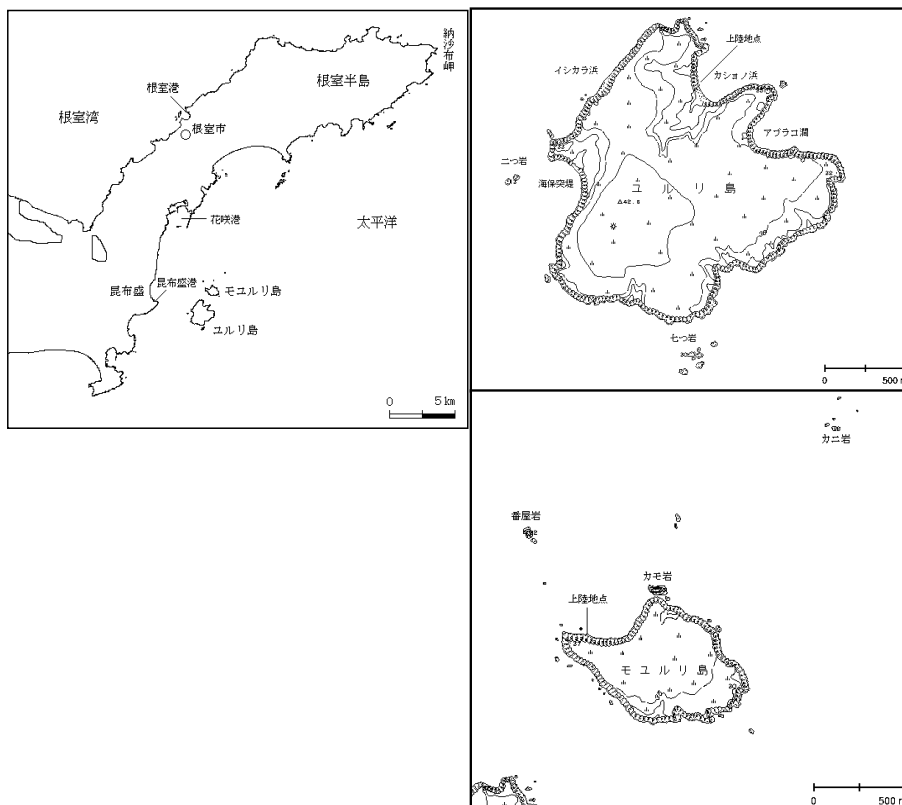 納沙布岬
根室半島
根室港
根室湾
根室市
花咲港
太平洋
昆布盛
昆布盛港
モユルリ島
ユルリ島
0 5km
上陸地点
イシカラ浜
カショノ浜
アブラコ澗
二つ岩
海保突堤
ユルリ島
22
△42.8
30
七つ岩
0 500 m
カニ岩
番屋岩
カモ岩
上陸地点
27
モユルリ島
30
0 500 m